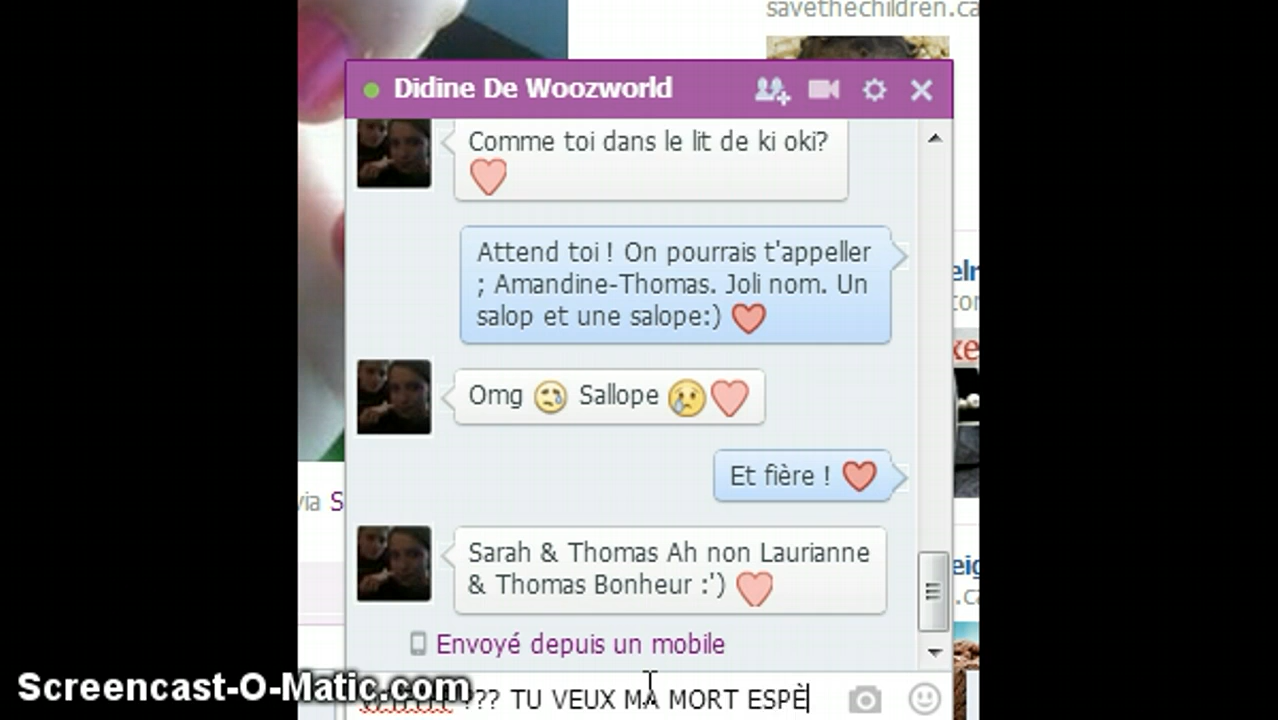 savethechildren.ca
Didine De Woozworld
Comme toi dans le lit de ki oki?
Attend toi ! On pourrais t'appeller
; Amandine-Thomas. Joli nom. Un
salop et une salope:)
Omg Sallope
Et fière !
Sarah & Thomas Ah non Laurianne
& Thomas Bonheur :')
via S
Envoyé depuis un mobile
??? TU VEUX MA MORT ESPÈ
Screencast-O-Matic.com